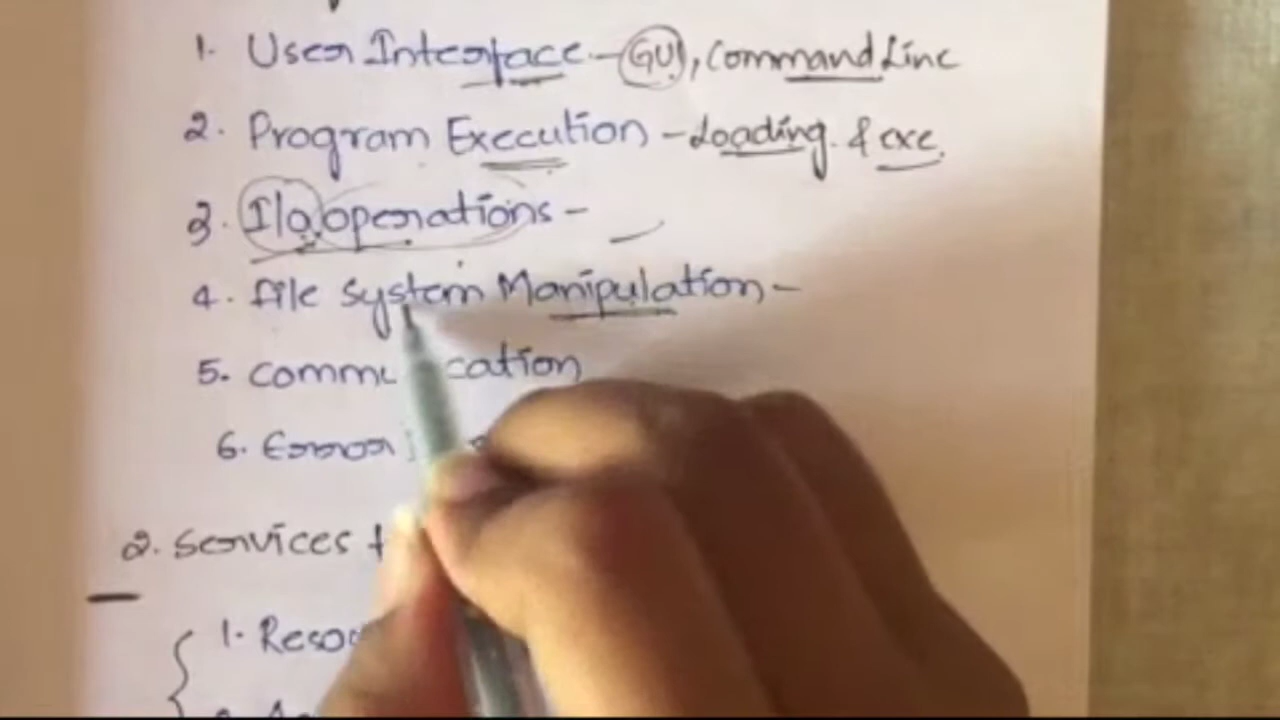 1. User Interface - GUI, Command Line
2. Program Execution - Loading & exe.
3. I/o operations -
4. File System Manipulation -
5. Comm cation
6. Error
2. Services
1.